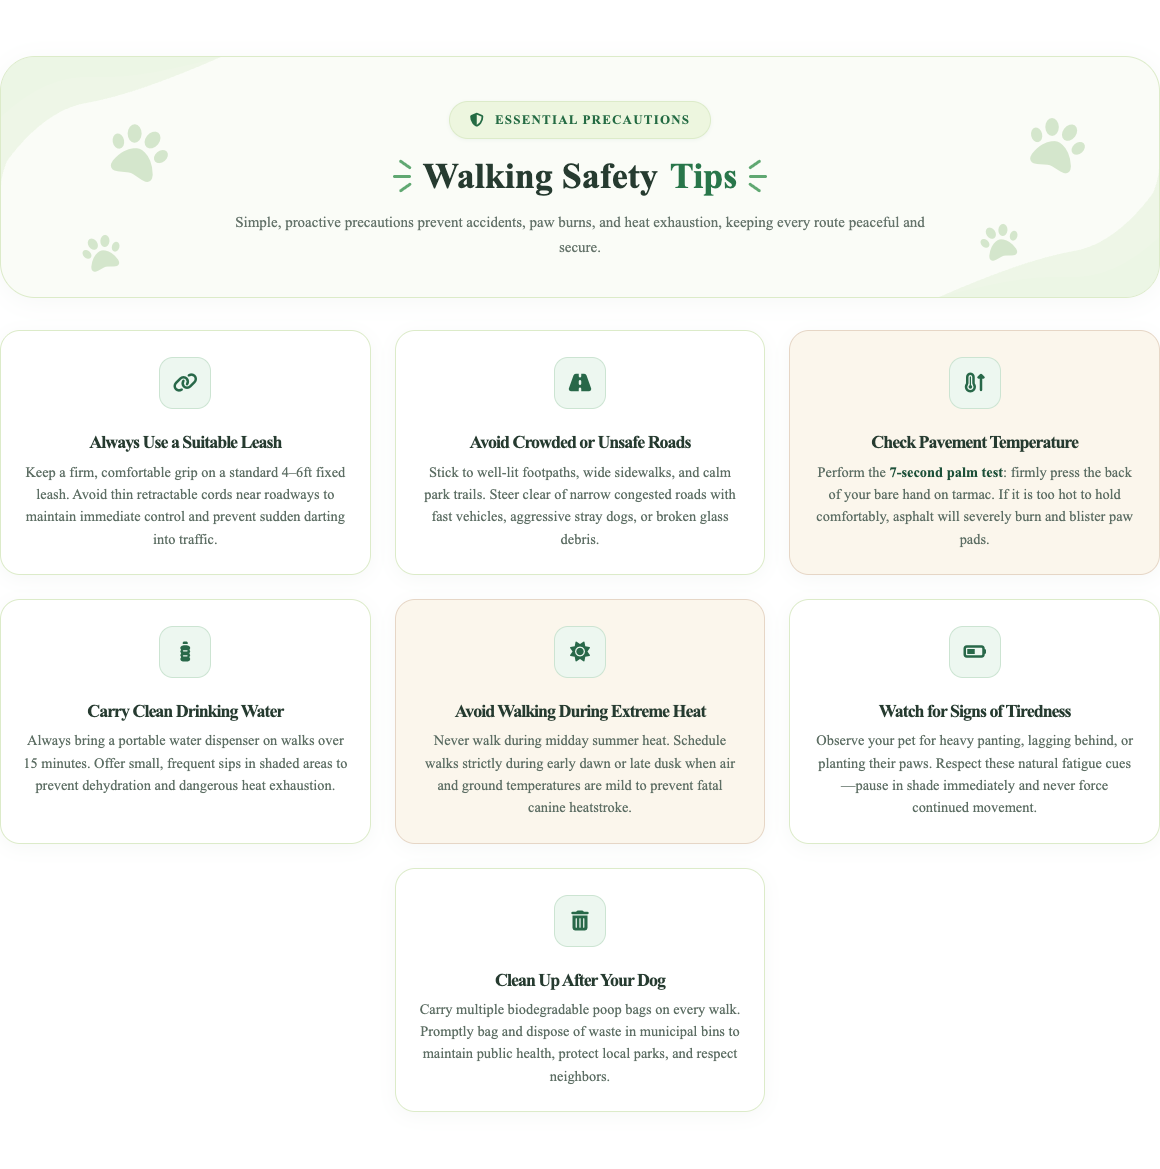 ESSENTIAL PRECAUTIONS
Walking Safety Tips
Simple, proactive precautions prevent accidents, paw burns, and heat exhaustion, keeping every route peaceful and
secure.
Always Use a Suitable Leash
Keep a firm, comfortable grip on a standard 4–6ft fixed
leash. Avoid thin retractable cords near roadways to
maintain immediate control and prevent sudden darting
into traffic.
Avoid Crowded or Unsafe Roads
Stick to well-lit footpaths, wide sidewalks, and calm
park trails. Steer clear of narrow congested roads with
fast vehicles, aggressive stray dogs, or broken glass
debris.
Check Pavement Temperature
Perform the 7-second palm test: firmly press the back
of your bare hand on tarmac. If it is too hot to hold
comfortably, asphalt will severely burn and blister paw
pads.
Carry Clean Drinking Water
Always bring a portable water dispenser on walks over
15 minutes. Offer small, frequent sips in shaded areas to
prevent dehydration and dangerous heat exhaustion.
Avoid Walking During Extreme Heat
Never walk during midday summer heat. Schedule
walks strictly during early dawn or late dusk when air
and ground temperatures are mild to prevent fatal
canine heatstroke.
Watch for Signs of Tiredness
Observe your pet for heavy panting, lagging behind, or
planting their paws. Respect these natural fatigue cues
—pause in shade immediately and never force
continued movement.
Clean Up After Your Dog
Carry multiple biodegradable poop bags on every walk.
Promptly bag and dispose of waste in municipal bins to
maintain public health, protect local parks, and respect
neighbors.